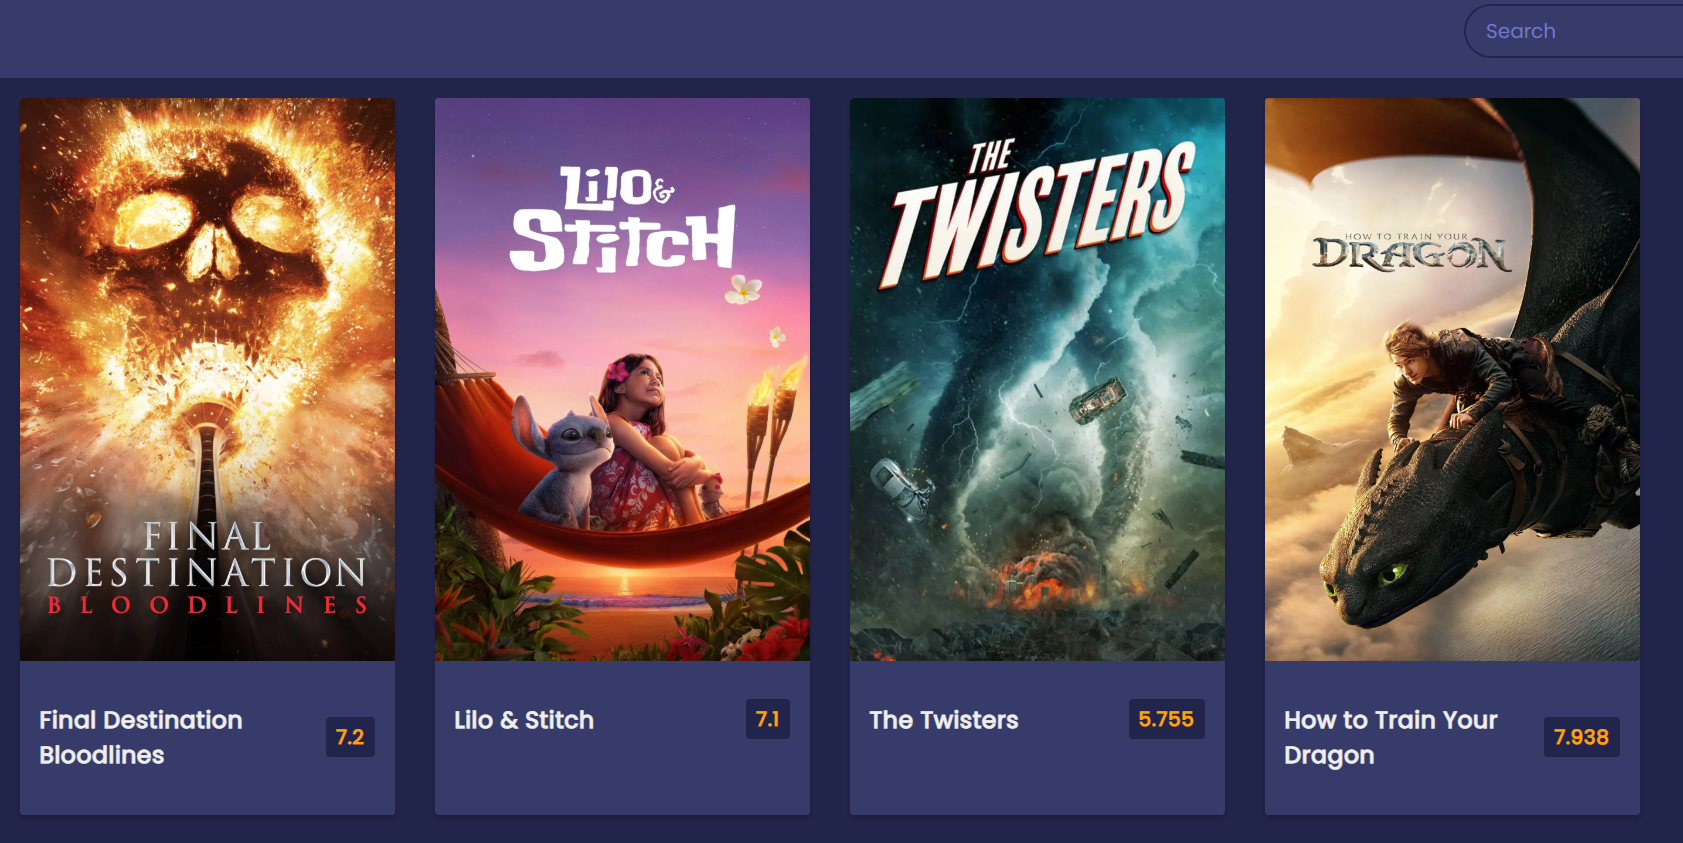 Search
FINAL
DESTINATION
BLOODLINES
Lilo &
Stitch
THE
TWISTERS
HOW TO TRAIN YOUR
DRAGON
Final Destination
Bloodlines
7.2
Lilo & Stitch
7.1
The Twisters
5.755
How to Train Your
Dragon
7.938